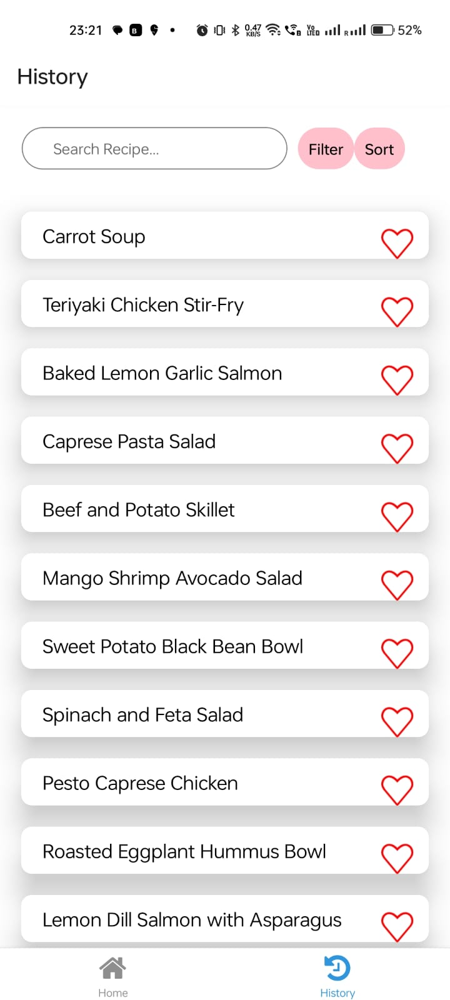 23:21 B 0.47 KB/S Vo LTED R 52%
History
Search Recipe... Filter Sort
Carrot Soup
Teriyaki Chicken Stir-Fry
Baked Lemon Garlic Salmon
Caprese Pasta Salad
Beef and Potato Skillet
Mango Shrimp Avocado Salad
Sweet Potato Black Bean Bowl
Spinach and Feta Salad
Pesto Caprese Chicken
Roasted Eggplant Hummus Bowl
Lemon Dill Salmon with Asparagus
Home History